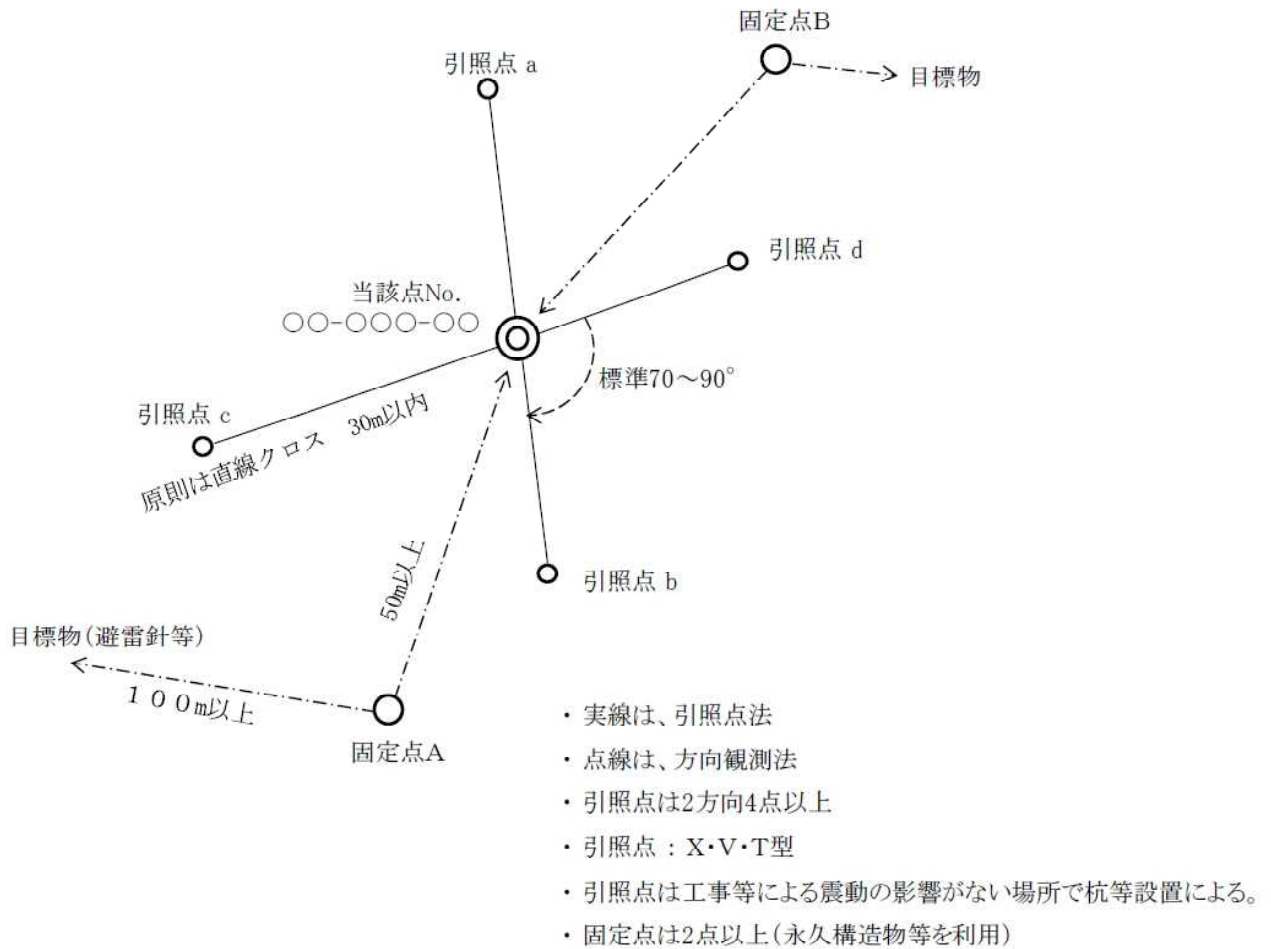 固定点B
引照点 a
目標物
引照点 d
当該点No.
○○-○○○-○○
標準70～90°
引照点 c
原則は直線クロス　30m以内
50m以上
引照点 b
目標物(避雷針等)
１００m以上
固定点A
・ 実線は、引照点法
・ 点線は、方向観測法
・ 引照点は2方向4点以上
・ 引照点 : X・V・T型
・ 引照点は工事等による震動の影響がない場所で杭等設置による。
・ 固定点は2点以上(永久構造物等を利用)